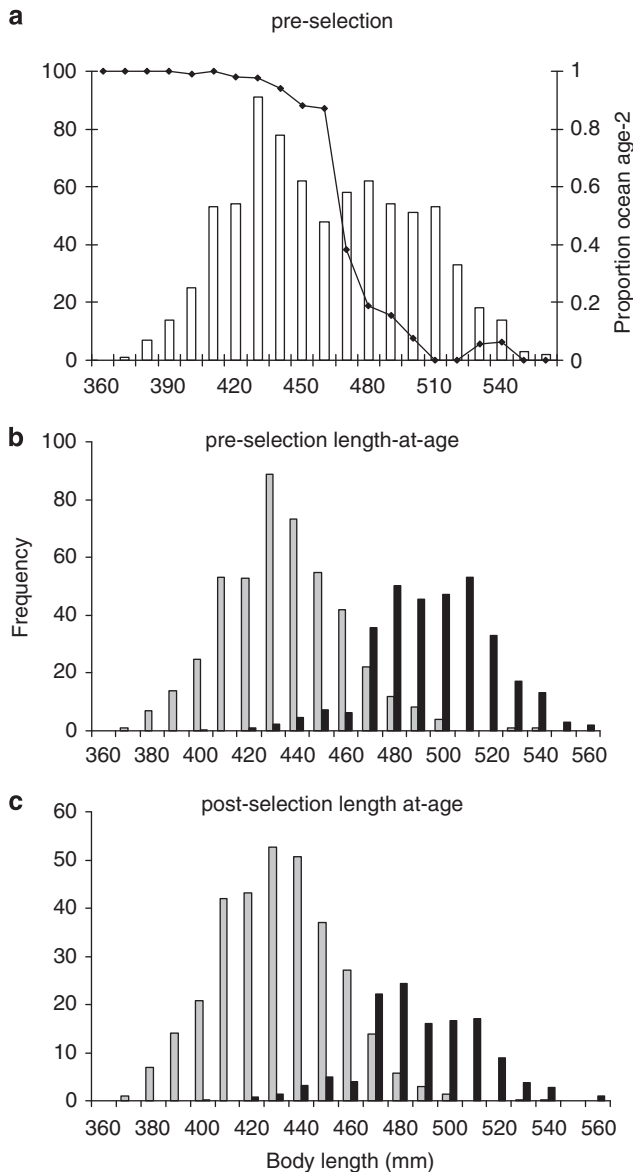 a
pre-selection
100
80
60
40
20
0
1
0.8
0.6
0.4
0.2
0
Proportion ocean age-2
360 390 420 450 480 510 540
b
pre-selection length-at-age
100
80
60
40
20
0
Frequency
360 380 400 420 440 460 480 500 520 540 560
c
post-selection length at-age
60
50
40
30
20
10
0
360 380 400 420 440 460 480 500 520 540 560
Body length (mm)